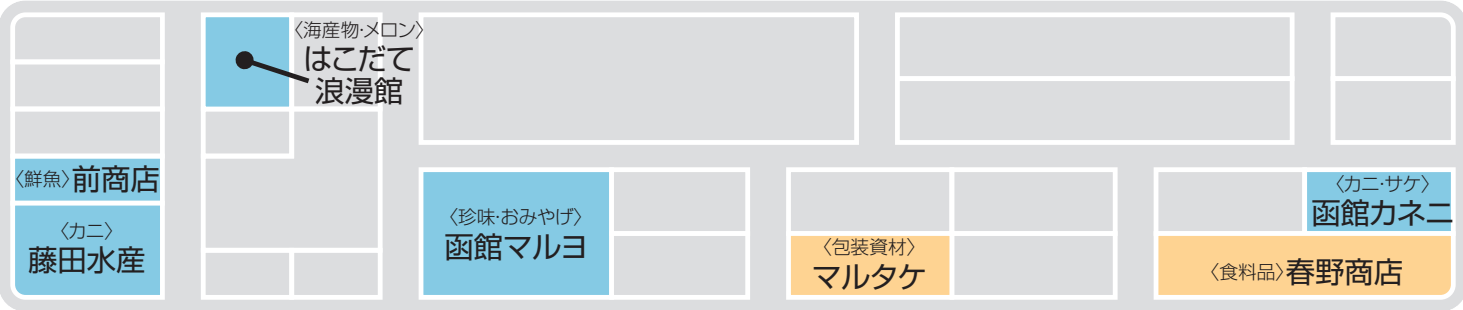 〈海産物・メロン〉
はこだて
浪漫館
〈鮮魚〉前商店
〈カニ〉
藤田水産
〈珍味・おみやげ〉
函館マルヨ
〈包装資材〉
マルタケ
〈カニ・サケ〉
函館カネニ
〈食料品〉春野商店